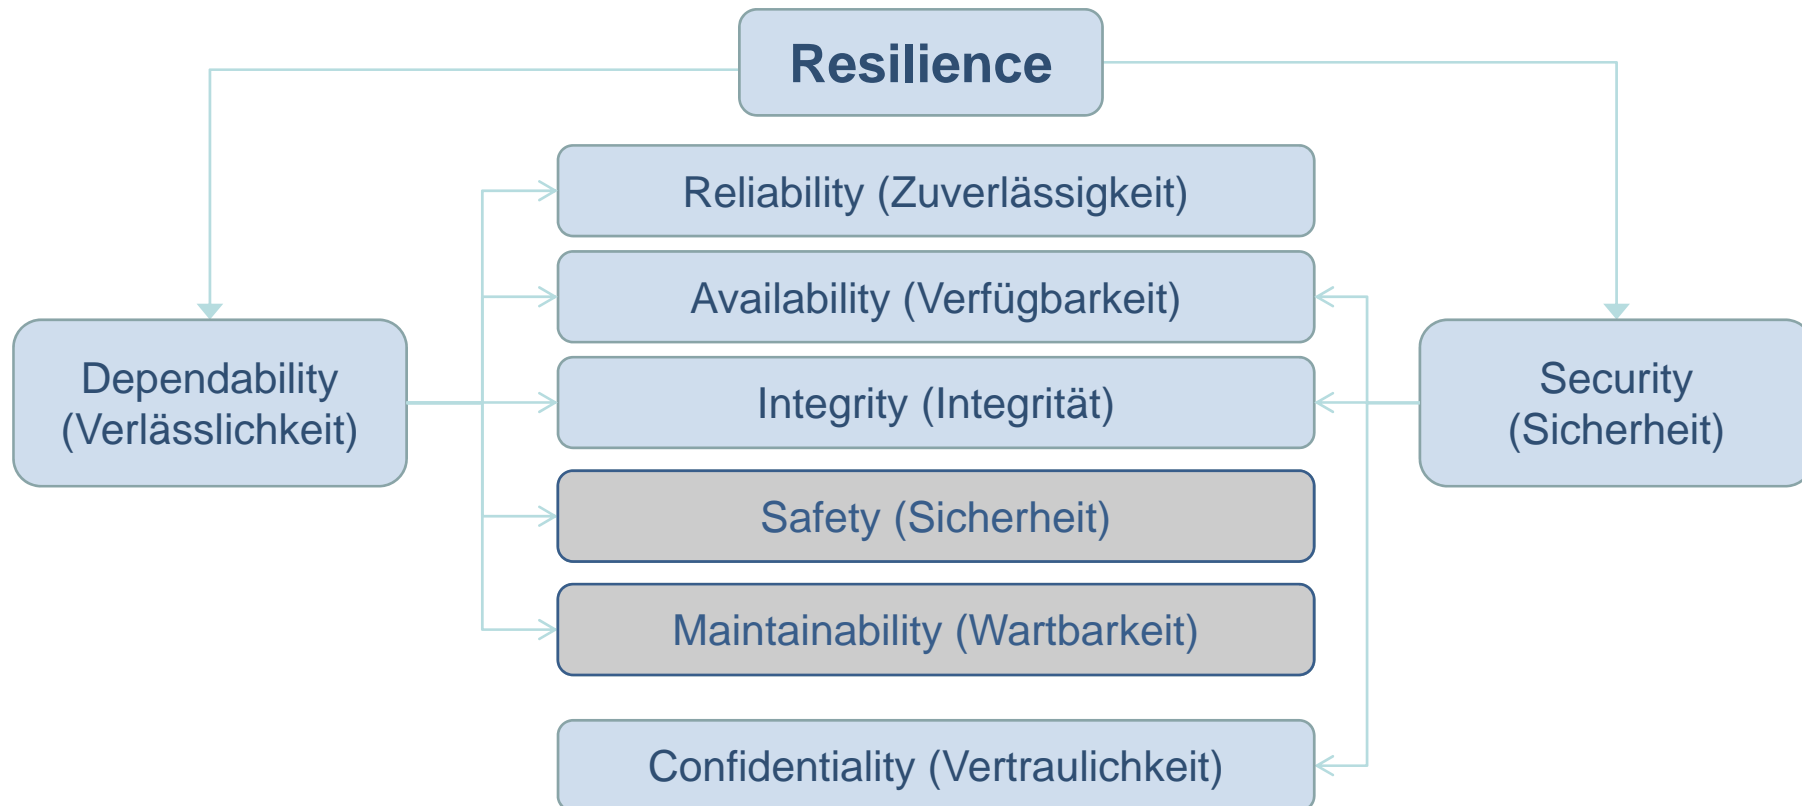 Resilience
Reliability (Zuverlässigkeit)
Availability (Verfügbarkeit)
Dependability
(Verlässlichkeit)
Integrity (Integrität)
Security
(Sicherheit)
Safety (Sicherheit)
Maintainability (Wartbarkeit)
Confidentiality (Vertraulichkeit)